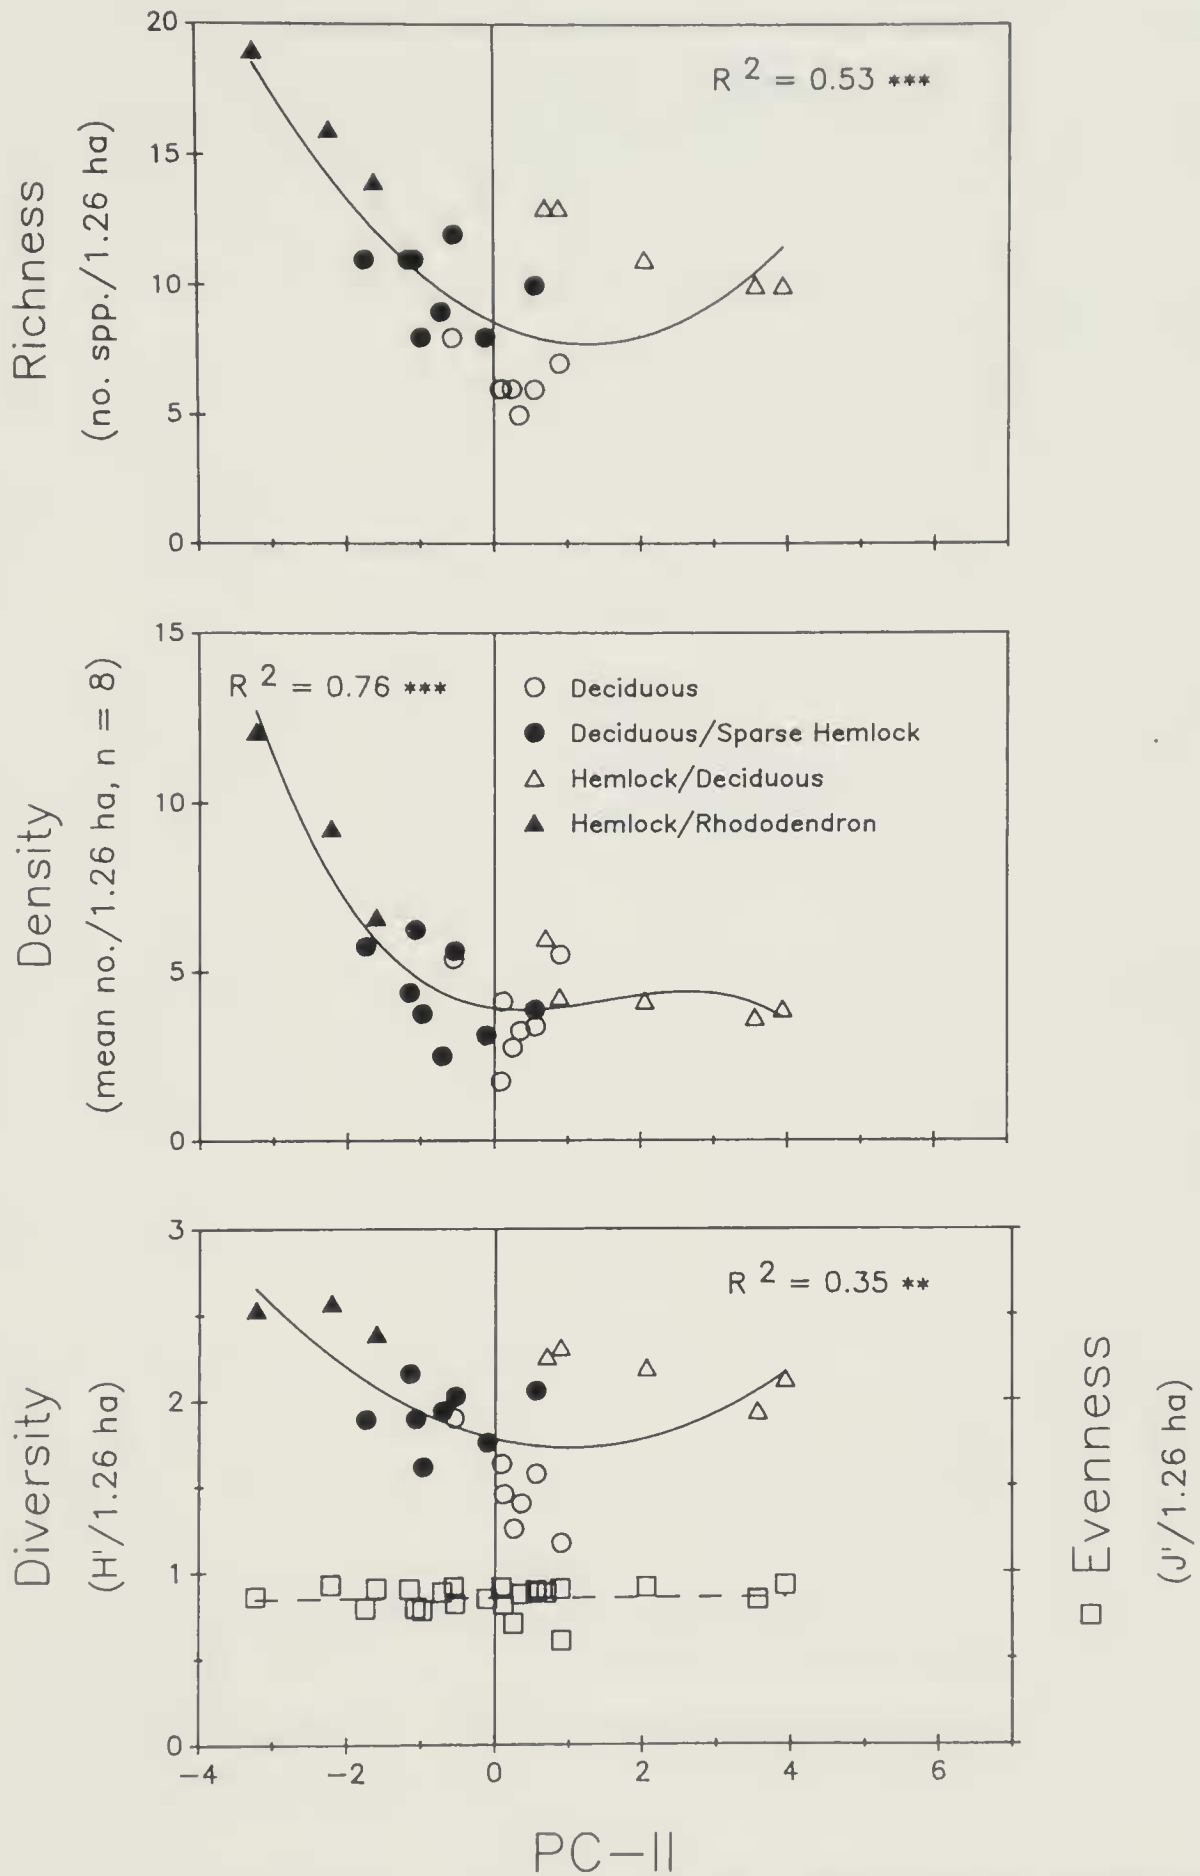 Richness
(no. spp./1.26 ha)
20
15
10
5
0
R 2 = 0.53 ***
Density
(mean no./1.26 ha, n = 8)
15
10
5
0
R 2 = 0.76 ***
Deciduous
Deciduous/Sparse Hemlock
Hemlock/Deciduous
Hemlock/Rhododendron
Diversity
(H'/1.26 ha)
3
2
1
0
R 2 = 0.35 **
Evenness
(J'/1.26 ha)
−4 −2 0 2 4 6
PC−II